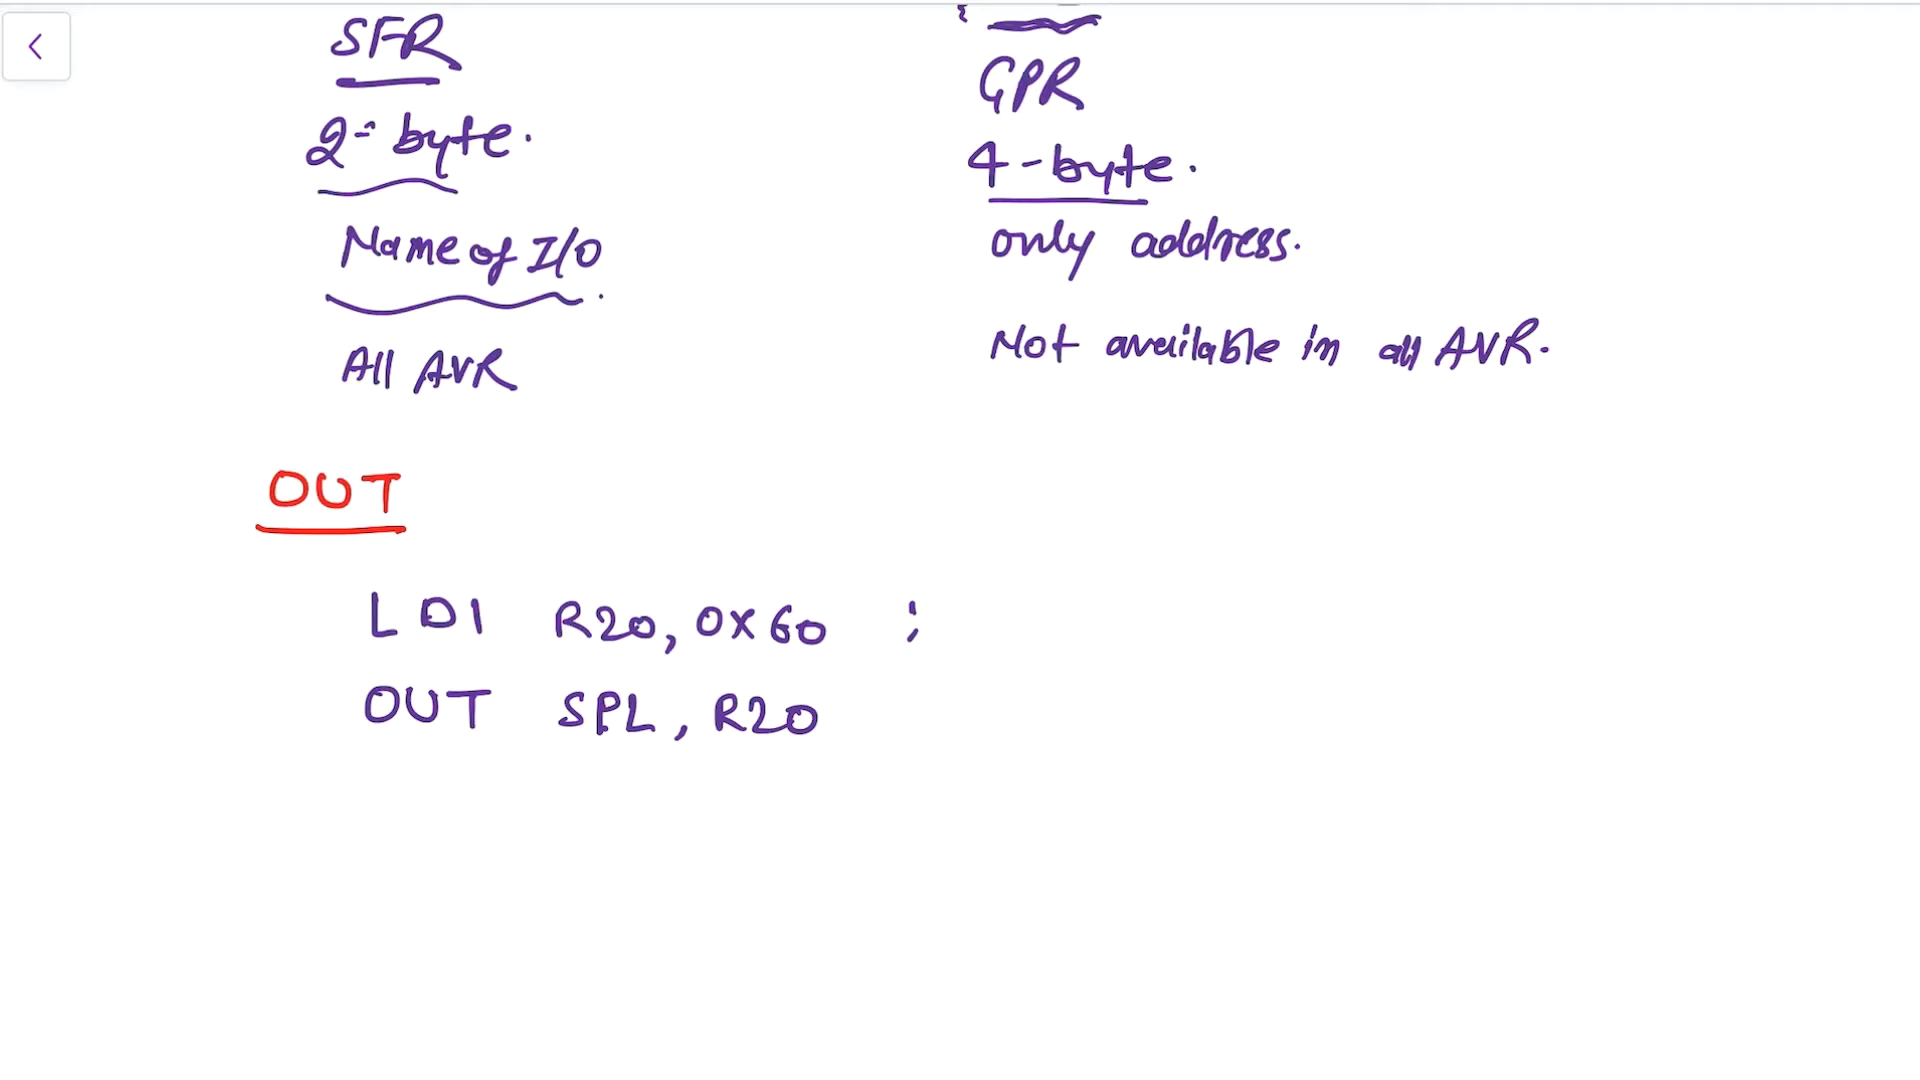 SFR
2-byte.
Name of I/O
All AVR
GPR
4-byte.
only address.
Not available in all AVR.
OUT
LDI R20, 0X60 ;
OUT SPL, R20